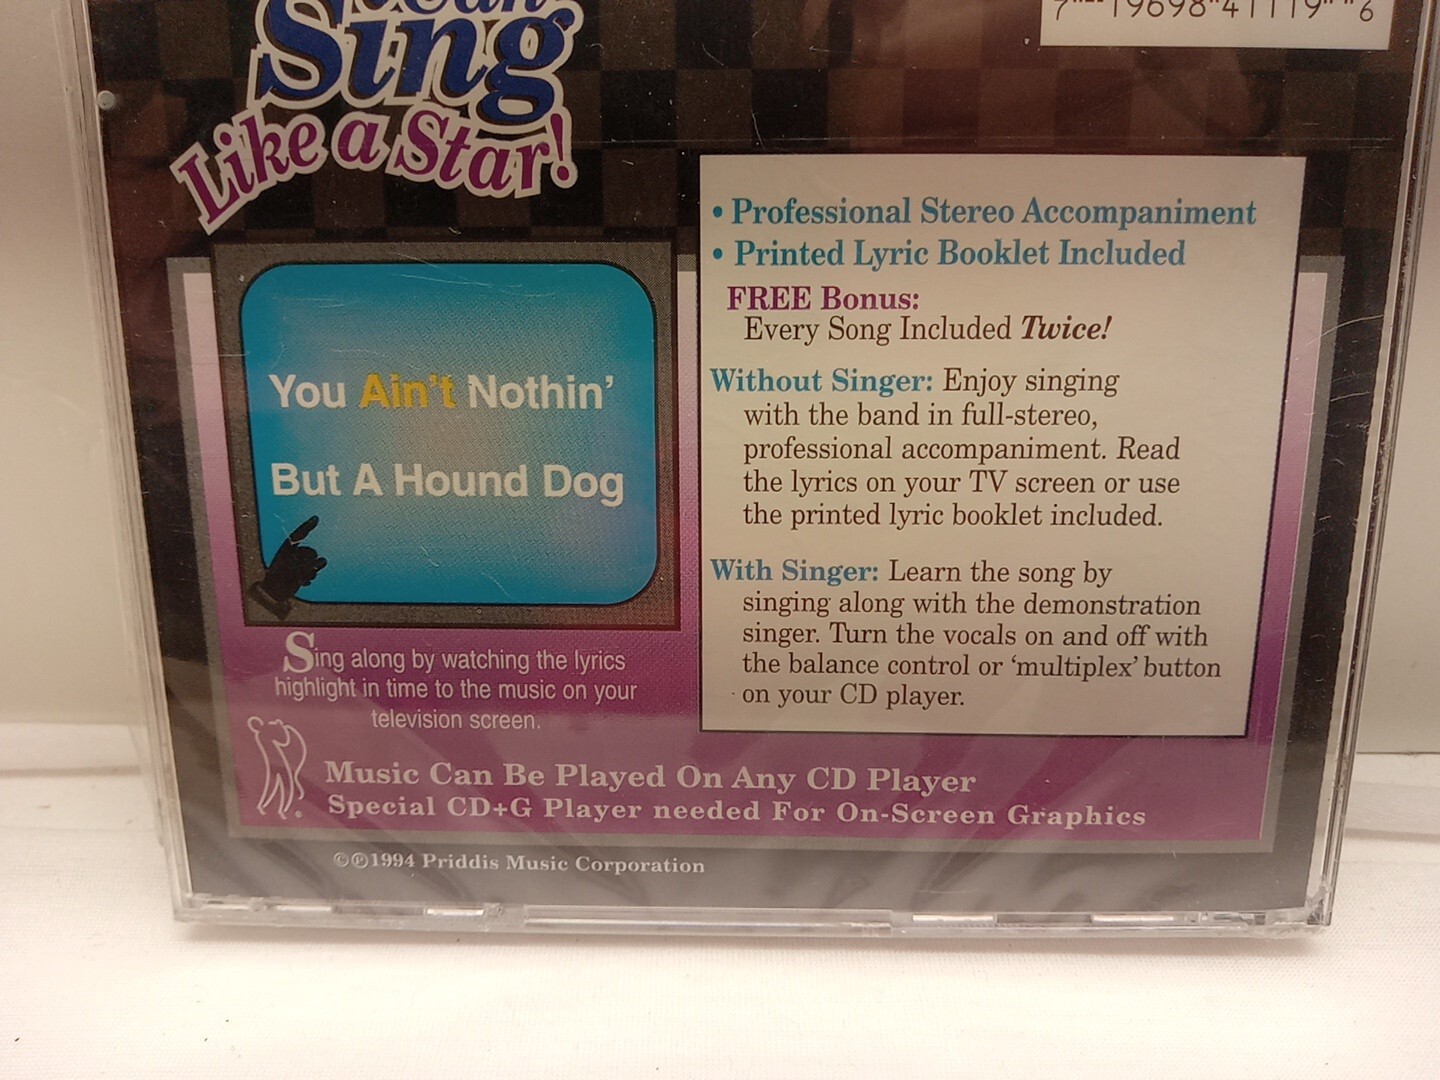 Sing
Like a Star!
7 19698 41119 6
You Ain't Nothin'
But A Hound Dog
Sing along by watching the lyrics
highlight in time to the music on your
television screen.
• Professional Stereo Accompaniment
• Printed Lyric Booklet Included
FREE Bonus:
Every Song Included Twice!
Without Singer: Enjoy singing
with the band in full-stereo,
professional accompaniment. Read
the lyrics on your TV screen or use
the printed lyric booklet included.
With Singer: Learn the song by
singing along with the demonstration
singer. Turn the vocals on and off with
the balance control or 'multiplex' button
on your CD player.
Music Can Be Played On Any CD Player
Special CD+G Player needed For On-Screen Graphics
©℗1994 Priddis Music Corporation